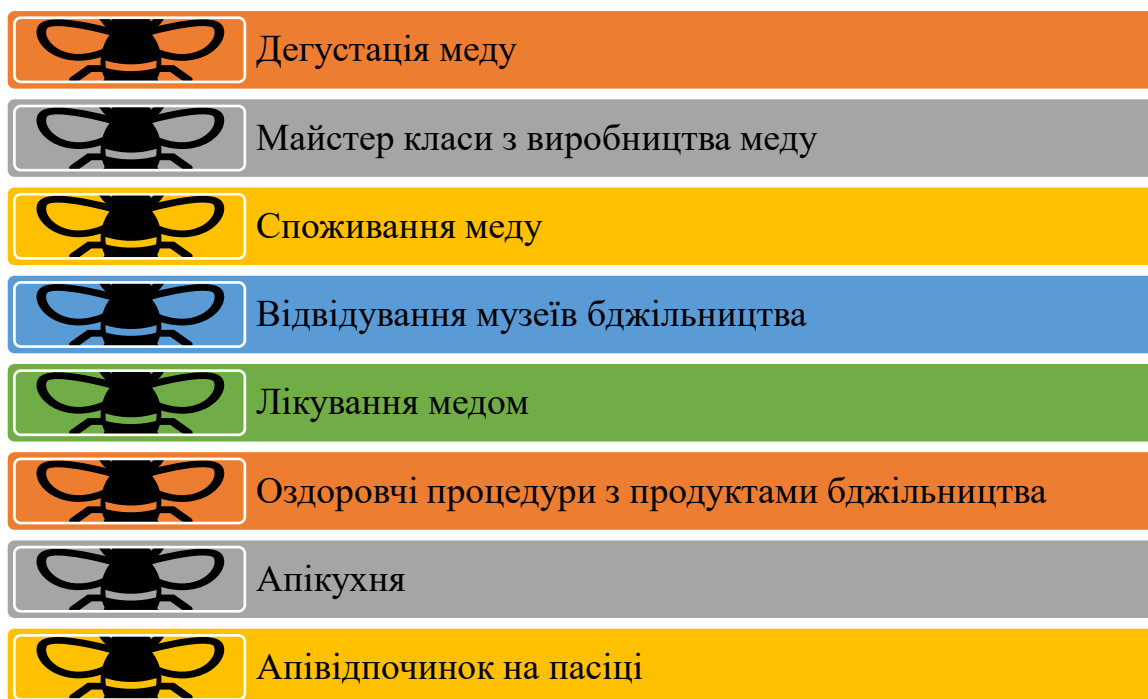 Дегустація меду
Майстер класи з виробництва меду
Споживання меду
Відвідування музеїв бджільництва
Лікування медом
Оздоровчі процедури з продуктами бджільництва
Апікухня
Апівідпочинок на пасіці